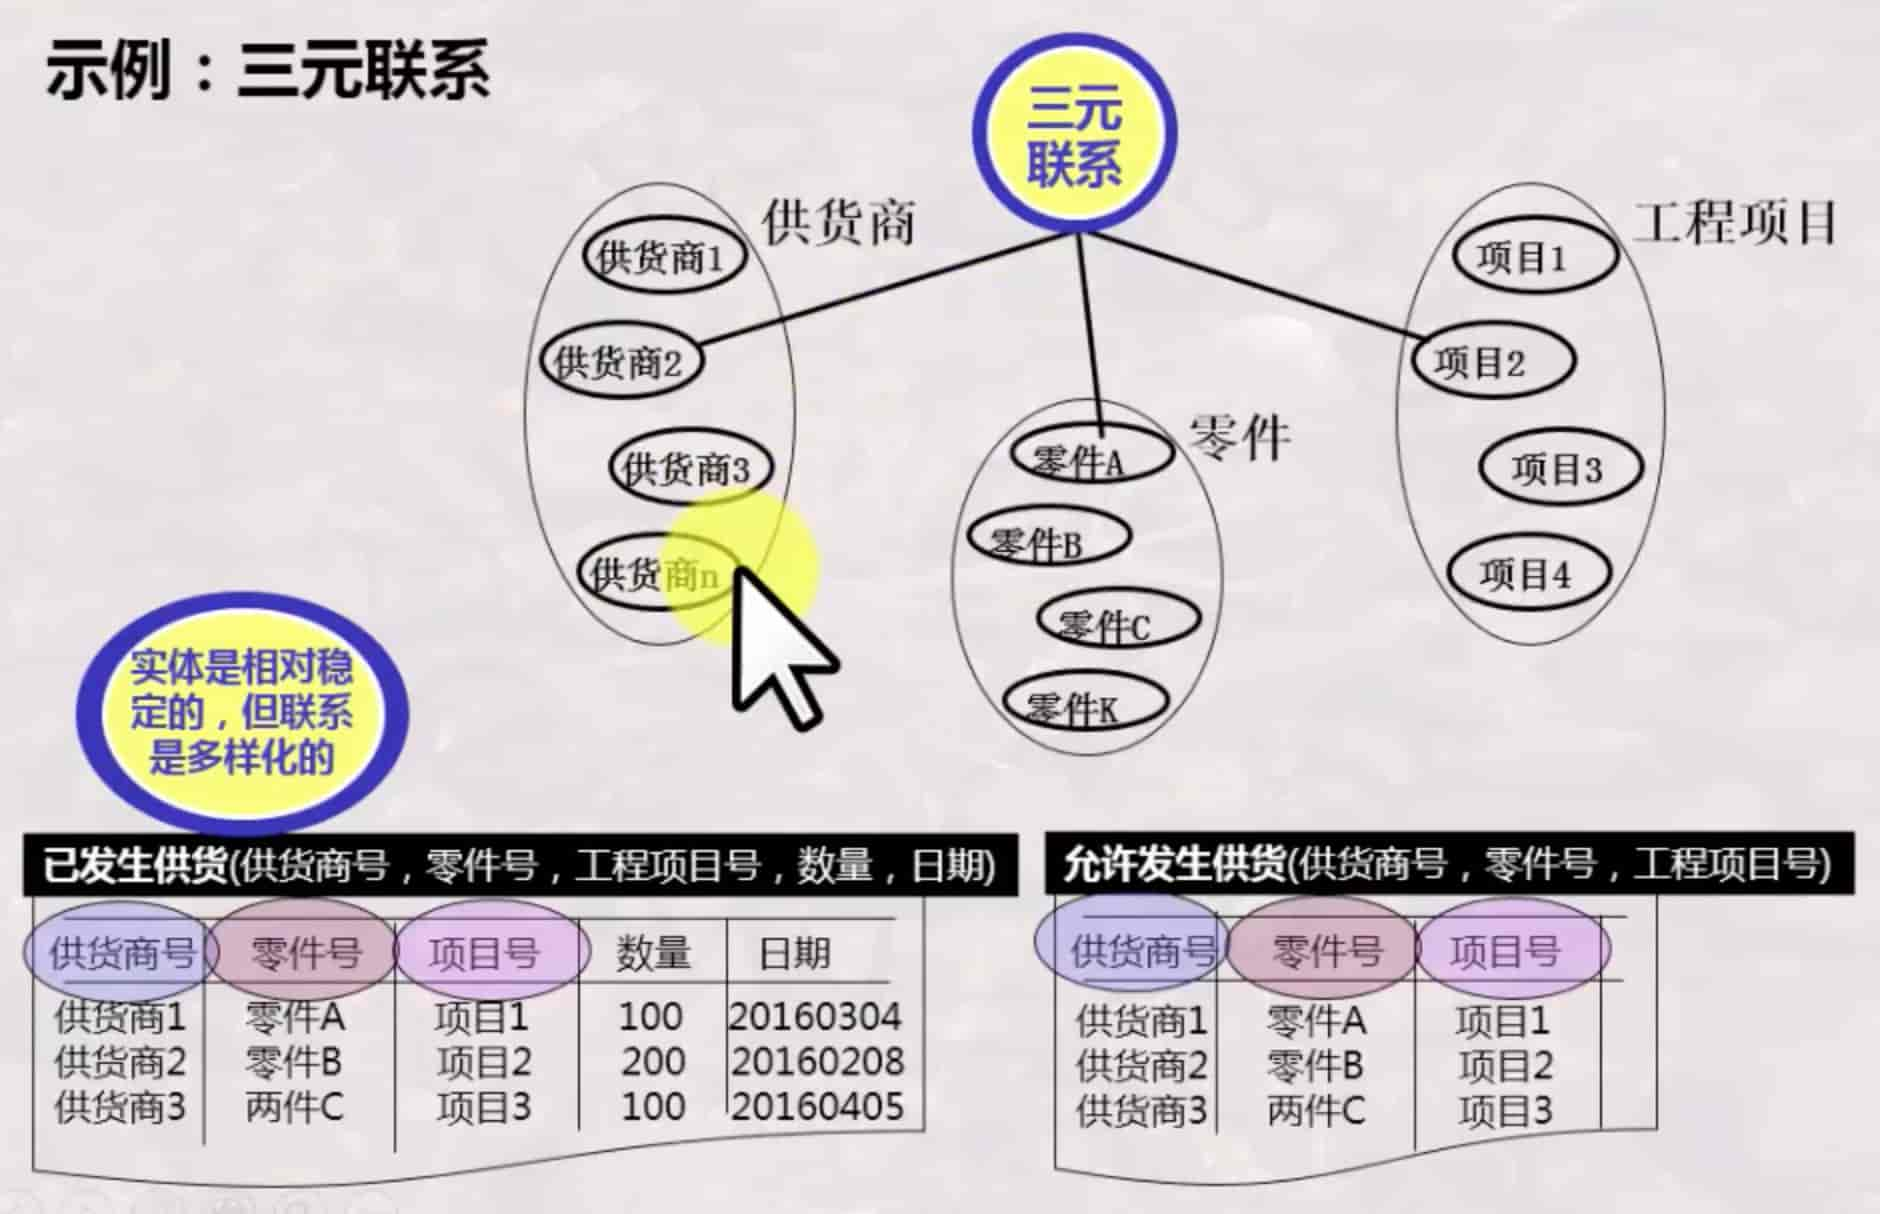 示例：三元联系
三元
联系
供货商
供货商1
供货商2
供货商3
供货商n
零件
零件A
零件B
零件C
零件K
工程项目
项目1
项目2
项目3
项目4
实体是相对稳
定的，但联系
是多样化的
已发生供货(供货商号，零件号，工程项目号，数量，日期)
供货商号 零件号 项目号 数量 日期
供货商1 零件A 项目1 100 20160304
供货商2 零件B 项目2 200 20160208
供货商3 两件C 项目3 100 20160405
允许发生供货(供货商号，零件号，工程项目号)
供货商号 零件号 项目号
供货商1 零件A 项目1
供货商2 零件B 项目2
供货商3 两件C 项目3